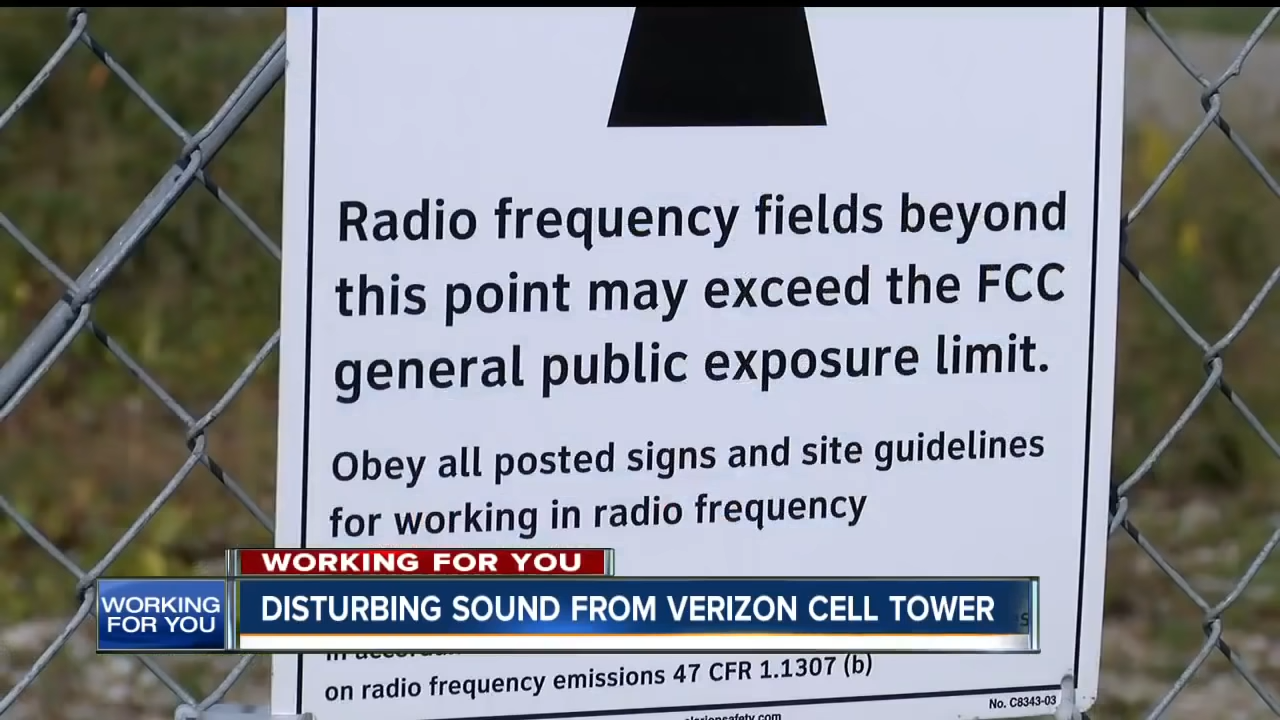 Radio frequency fields beyond
this point may exceed the FCC
general public exposure limit.
Obey all posted signs and site guidelines
for working in radio frequency
WORKING FOR YOU
WORKING
FOR YOU
DISTURBING SOUND FROM VERIZON CELL TOWER
on radio frequency emissions 47 CFR 1.1307 (b)
No. C8343-03